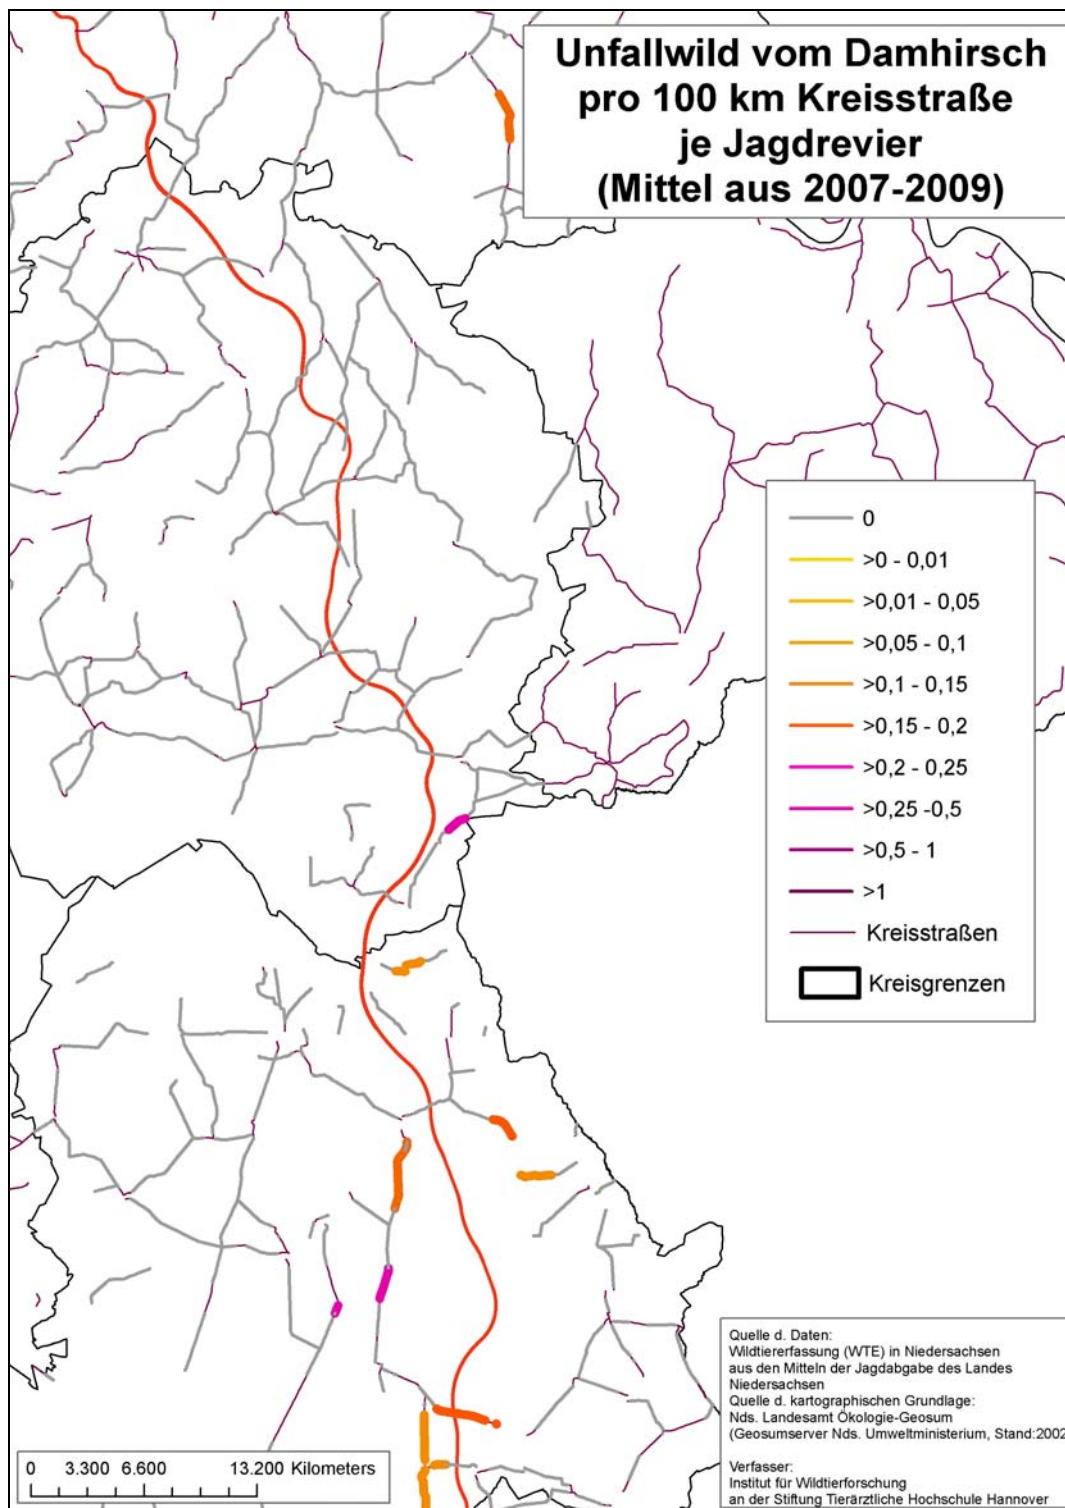 Unfallwild vom Damhirsch
pro 100 km Kreisstraße
je Jagdrevier
(Mittel aus 2007-2009)
0
>0 - 0,01
>0,01 - 0,05
>0,05 - 0,1
>0,1 - 0,15
>0,15 - 0,2
>0,2 - 0,25
>0,25 -0,5
>0,5 - 1
>1
Kreisstraßen
Kreisgrenzen
Quelle d. Daten:
Wildtiererfassung (WTE) in Niedersachsen
aus den Mitteln der Jagdabgabe des Landes
Niedersachsen
Quelle d. kartographischen Grundlage:
Nds. Landesamt Ökologie-Geosum
(Geosumserver Nds. Umweltministerium, Stand:2002
Verfasser:
Institut für Wildtierforschung
an der Stiftung Tierärztliche Hochschule Hannover
0 3.300 6.600 13.200 Kilometers